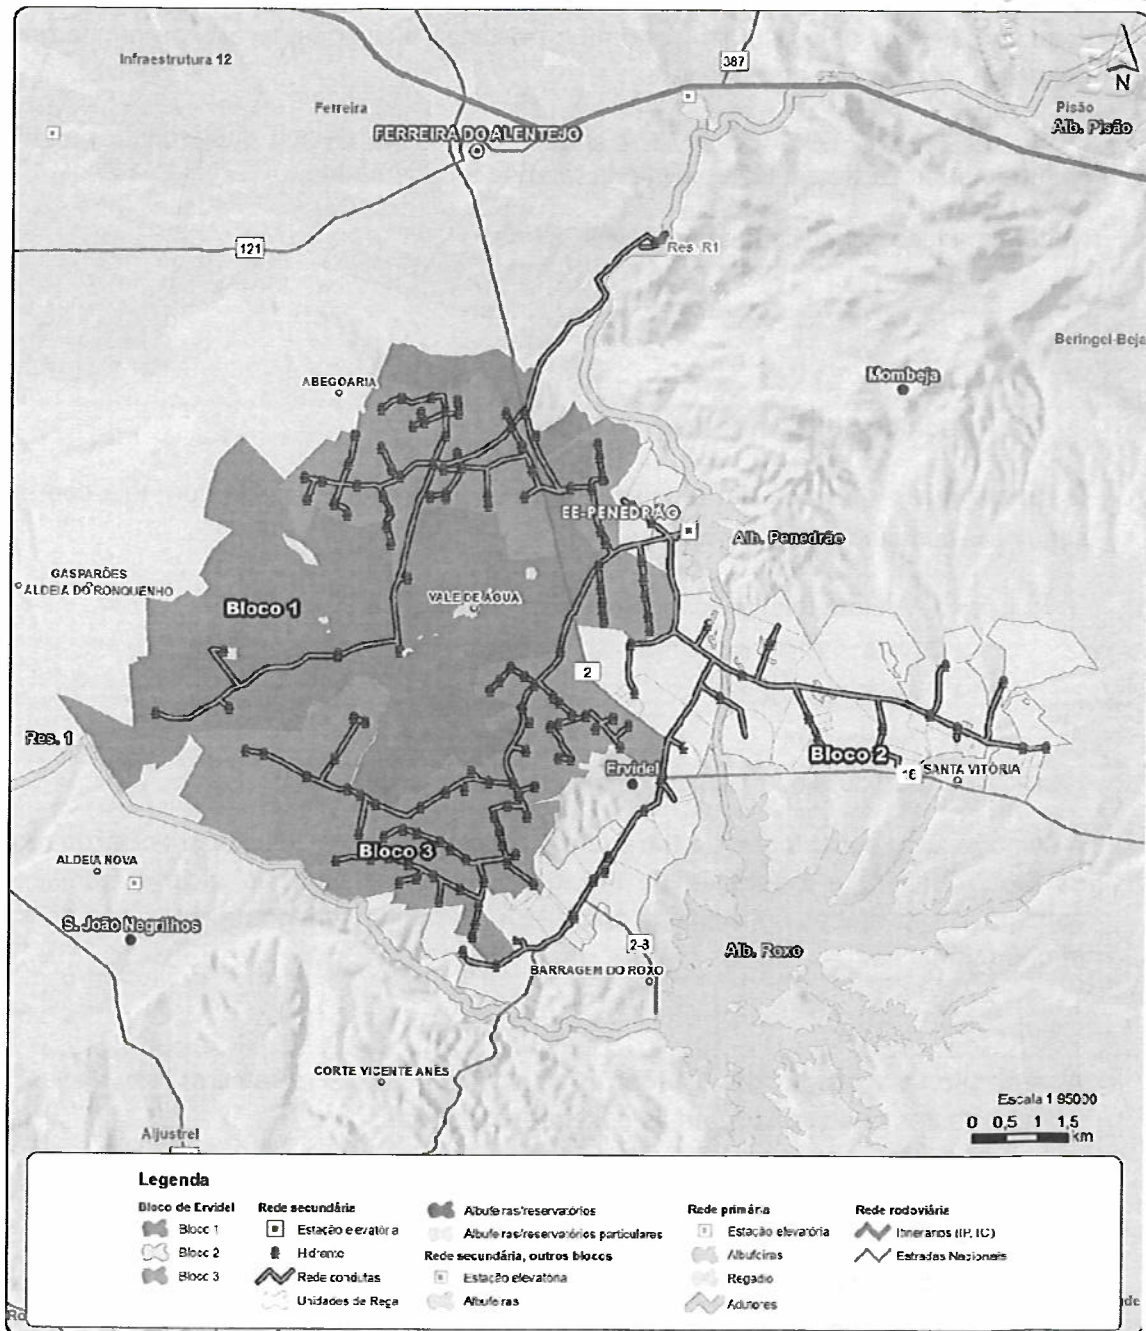 Infraestrutura 12
387
Ferreira
FERREIRA DO ALENTEJO
N
Pisão
Alb. Pisão
121
Res. R1
Beringel-Beja
Mombeja
ABEGOARIA
EE-PENEDRÃO
Alb. Penedrão
GASPARÕES
ALDEIA DO RONQUENHO
Bloco 1
VALE DE ÁGUA
2
Res. 1
Bloco 2
Ervidel
18
SANTA VITÓRIA
Bloco 3
ALDEIA NOVA
S. João Negrilhos
2-3
Alb. Roxo
BARRAGEM DO ROXO
CORTE VICENTE ANES
Escala 1 95000
0 0,5 1 1,5
km
Aljustrel
Legenda
Bloco de Ervidel
Bloco 1
Bloco 2
Bloco 3
Rede secundária
Estação elevatória
Hidrante
Rede condutas
Unidades de Rega
Albufeiras/reservatórios
Albufeiras/reservatórios particulares
Rede secundária, outros blocos
Estação elevatória
Albufeiras
Rede primária
Estação elevatória
Albufeiras
Regadio
Adutores
Rede rodoviária
Itinerários (IP, IC)
Estradas Nacionais
Ro
de